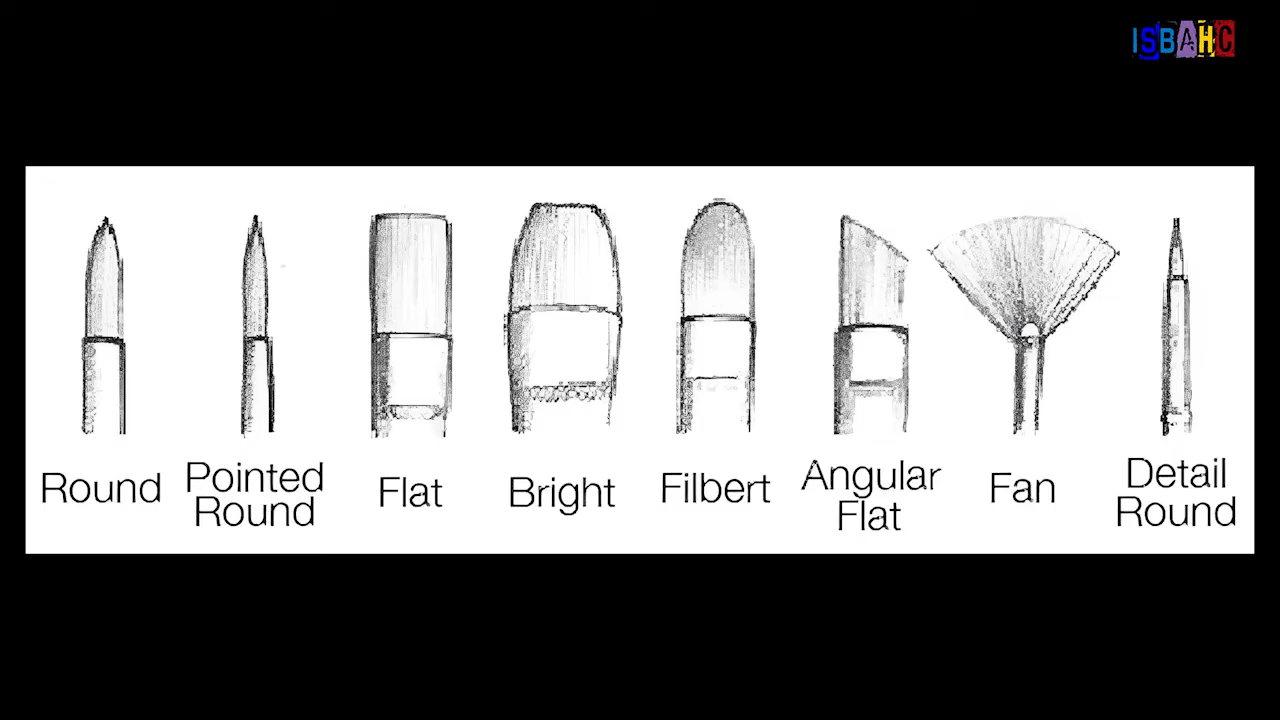 ISBAHC
Round
Pointed
Round
Flat
Bright
Filbert
Angular
Flat
Fan
Detail
Round